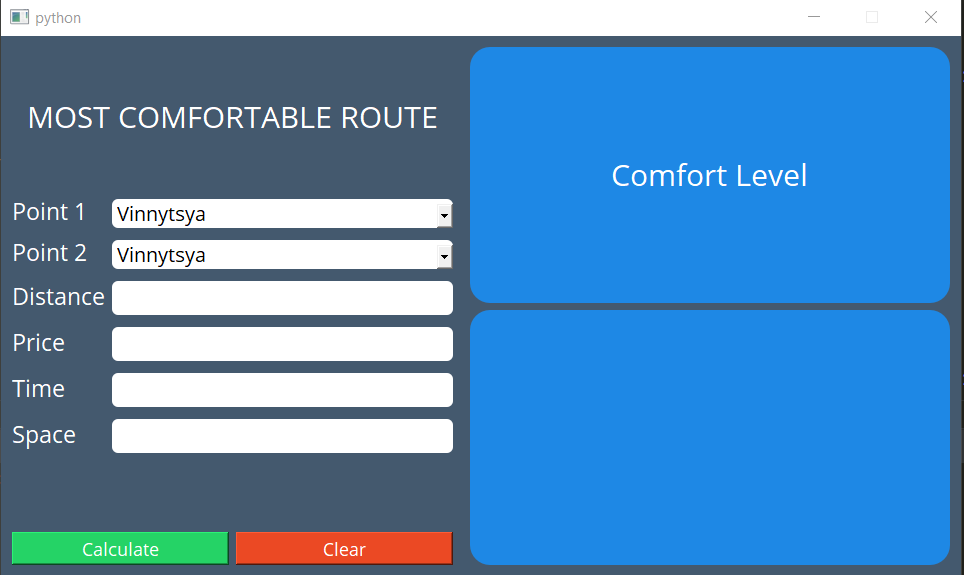 python
MOST COMFORTABLE ROUTE
Point 1 Vinnytsya
Point 2 Vinnytsya
Distance
Price
Time
Space
Calculate Clear
Comfort Level